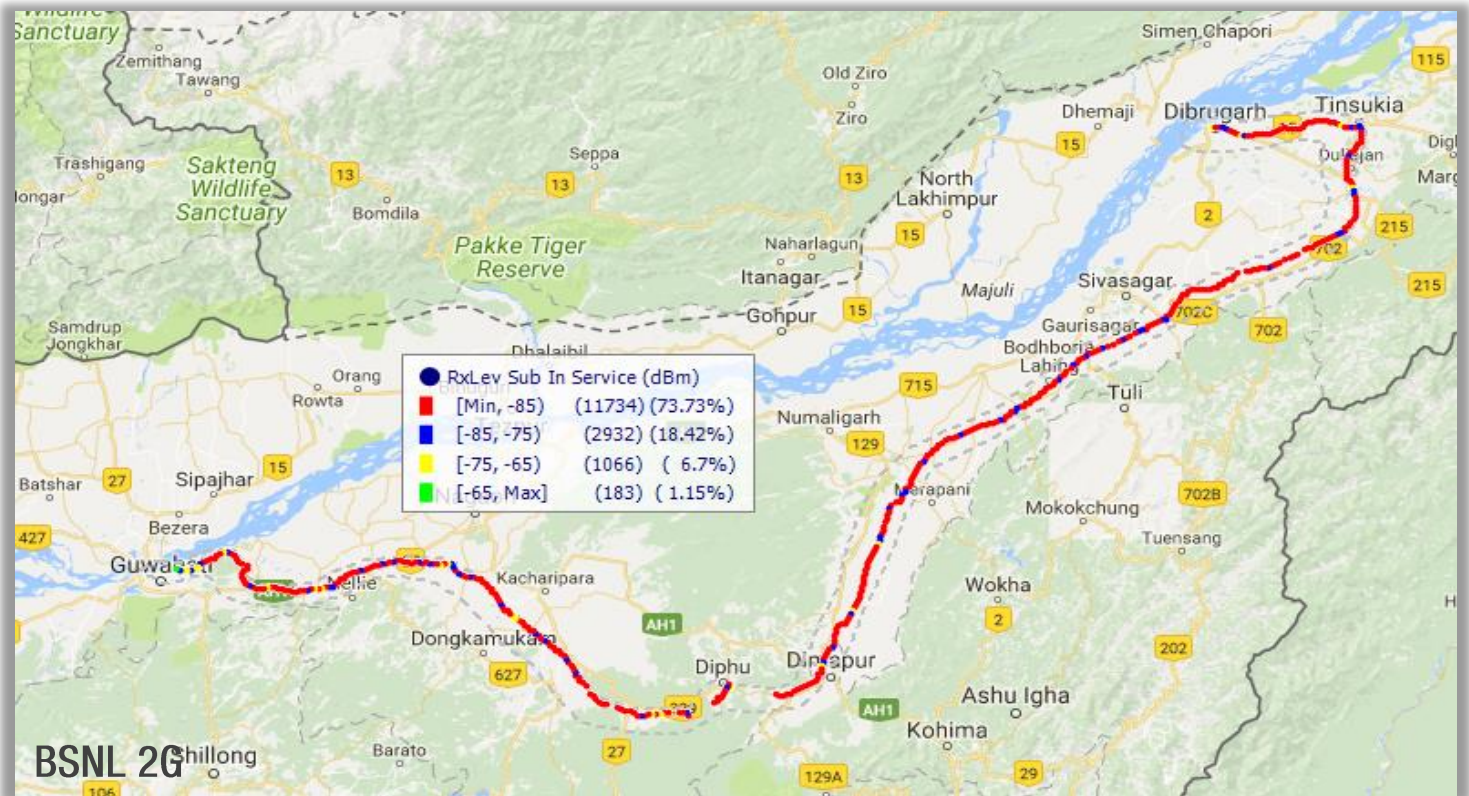 Wildlife
Sanctuary
Zemithang
Tawang
Simen Chapori
115
Old Ziro
Ziro
Dhemaji
Dibrugarh
Tinsukia
15
Trashigang
Sakteng
Wildlife
Sanctuary
13
Bomdila
Seppa
13
13
North
Lakhimpur
15
2
215
702
Pakke Tiger
Reserve
Naharlagun
Itanagar
Majuli
Sivasagar
215
Samdrup
Jongkhar
Gohpur
15
Gaurisagar
702C
702
Bodhboria
Lahing
Dhalaibil
RxLev Sub In Service (dBm)
[Min, -85) (11734) (73.73%)
[-85, -75) (2932) (18.42%)
[-75, -65) (1066) ( 6.7%)
[-65, Max] (183) ( 1.15%)
Orang
Rowta
715
Tuli
Numaligarh
129
Batshar
27
Sipajhar
15
Merapani
Mokokchung
702B
Bezera
427
Tuensang
Guwahati
Nellie
Kacharipara
Wokha
2
AH1
Dongkamukam
627
Diphu
Dimapur
202
AH1
Ashu Igha
Kohima
27
BSNL 2G
Shillong
Barato
129A
29
106